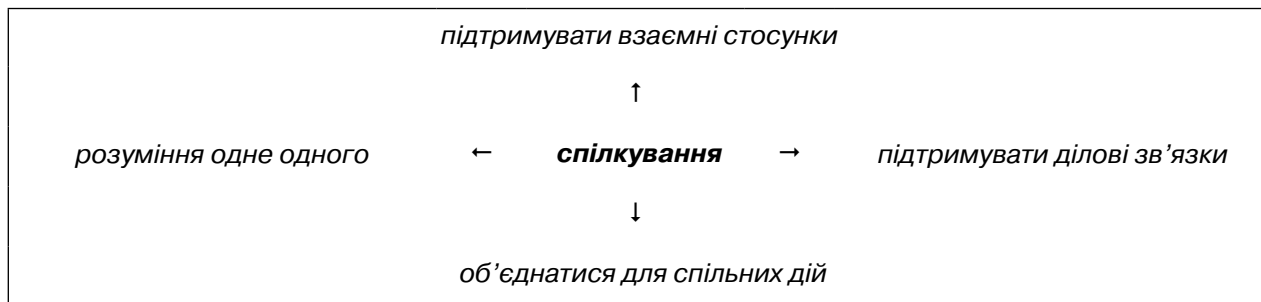 підтримувати взаємні стосунки
↑
розуміння одне одного ← спілкування → підтримувати ділові зв’язки
↓
об’єднатися для спільних дій